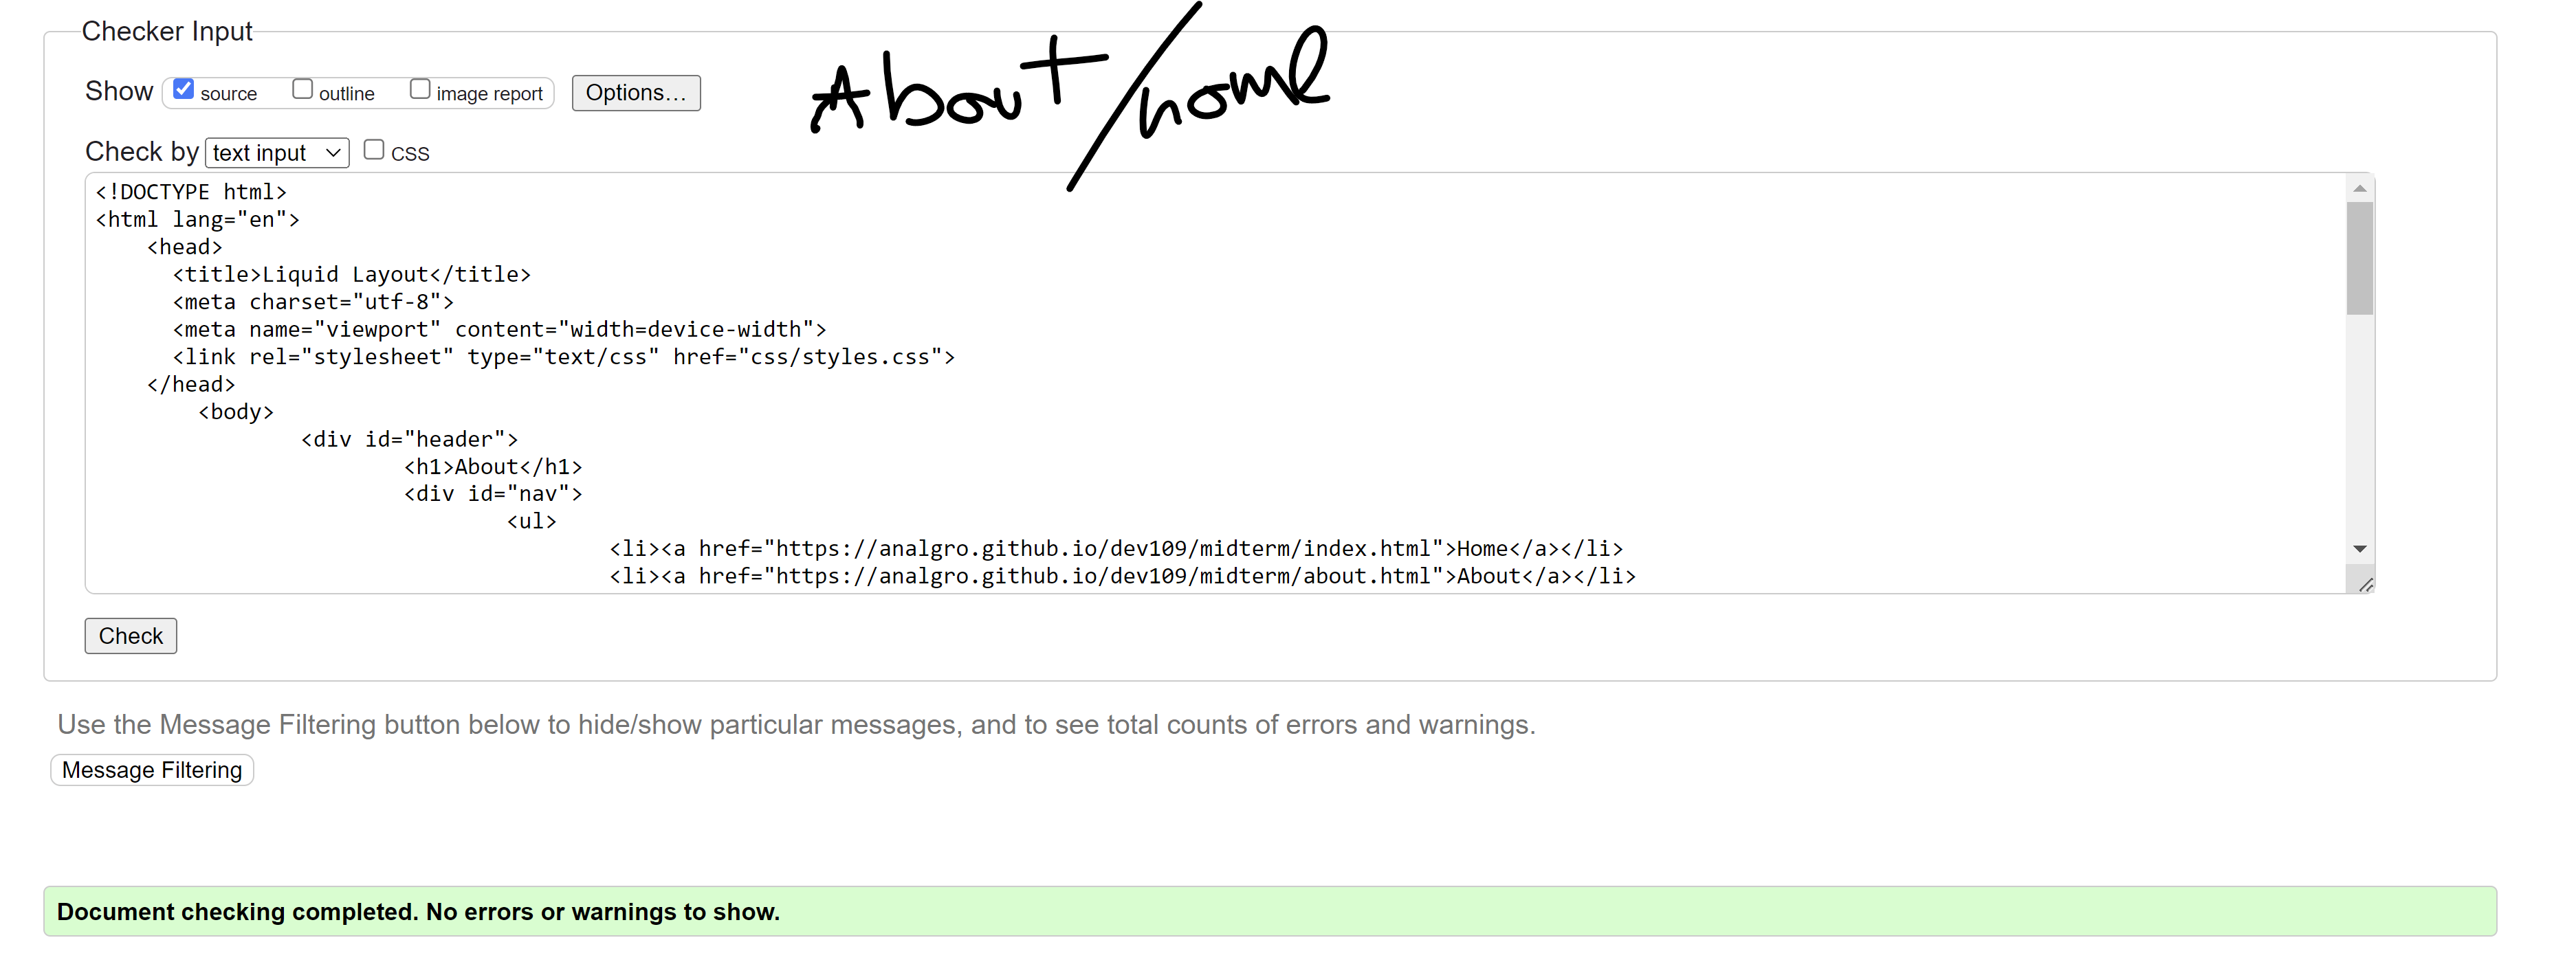 Checker Input
About/home
Show source outline image report Options...
Check by text input CSS
<!DOCTYPE html>
<html lang="en">
    <head>
      <title>Liquid Layout</title>
      <meta charset="utf-8">
      <meta name="viewport" content="width=device-width">
      <link rel="stylesheet" type="text/css" href="css/styles.css">
    </head>
        <body>
                <div id="header">
                        <h1>About</h1>
                        <div id="nav">
                                <ul>
                                        <li><a href="https://analgro.github.io/dev109/midterm/index.html">Home</a></li>
                                        <li><a href="https://analgro.github.io/dev109/midterm/about.html">About</a></li>
Check
Use the Message Filtering button below to hide/show particular messages, and to see total counts of errors and warnings.
Message Filtering
Document checking completed. No errors or warnings to show.